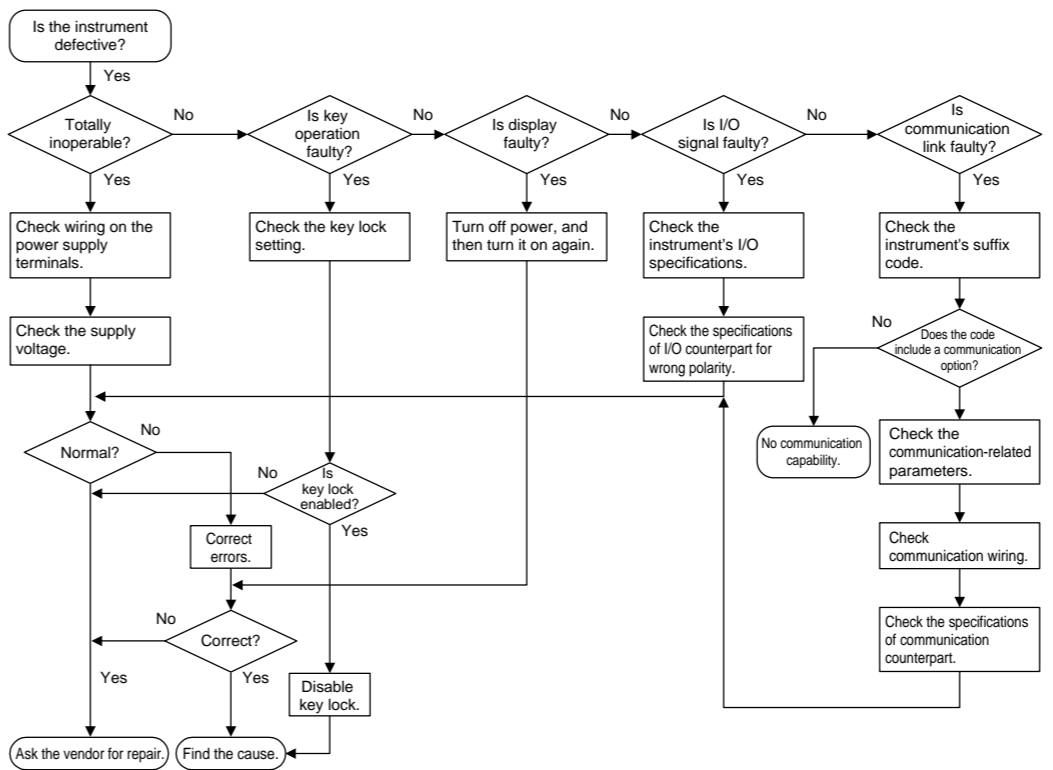 Is the instrument
defective?
Yes
Totally
inoperable?
No
Is key
operation
faulty?
No
Is display
faulty?
No
Is I/O
signal faulty?
No
Is
communication
link faulty?
Yes
Yes
Yes
Yes
Yes
Check wiring on the
power supply
terminals.
Check the key lock
setting.
Turn off power, and
then turn it on again.
Check the
instrument's I/O
specifications.
Check the
instrument's suffix
code.
Check the supply
voltage.
Check the specifications
of I/O counterpart for
wrong polarity.
No
Does the code
include a communication
option?
Yes
No communication
capability.
Check the
communication-related
parameters.
Normal?
No
No
Is
key lock
enabled?
Yes
Correct
errors.
Check
communication wiring.
No
Correct?
Check the specifications
of communication
counterpart.
Yes
Yes
Disable
key lock.
Ask the vendor for repair.
Find the cause.